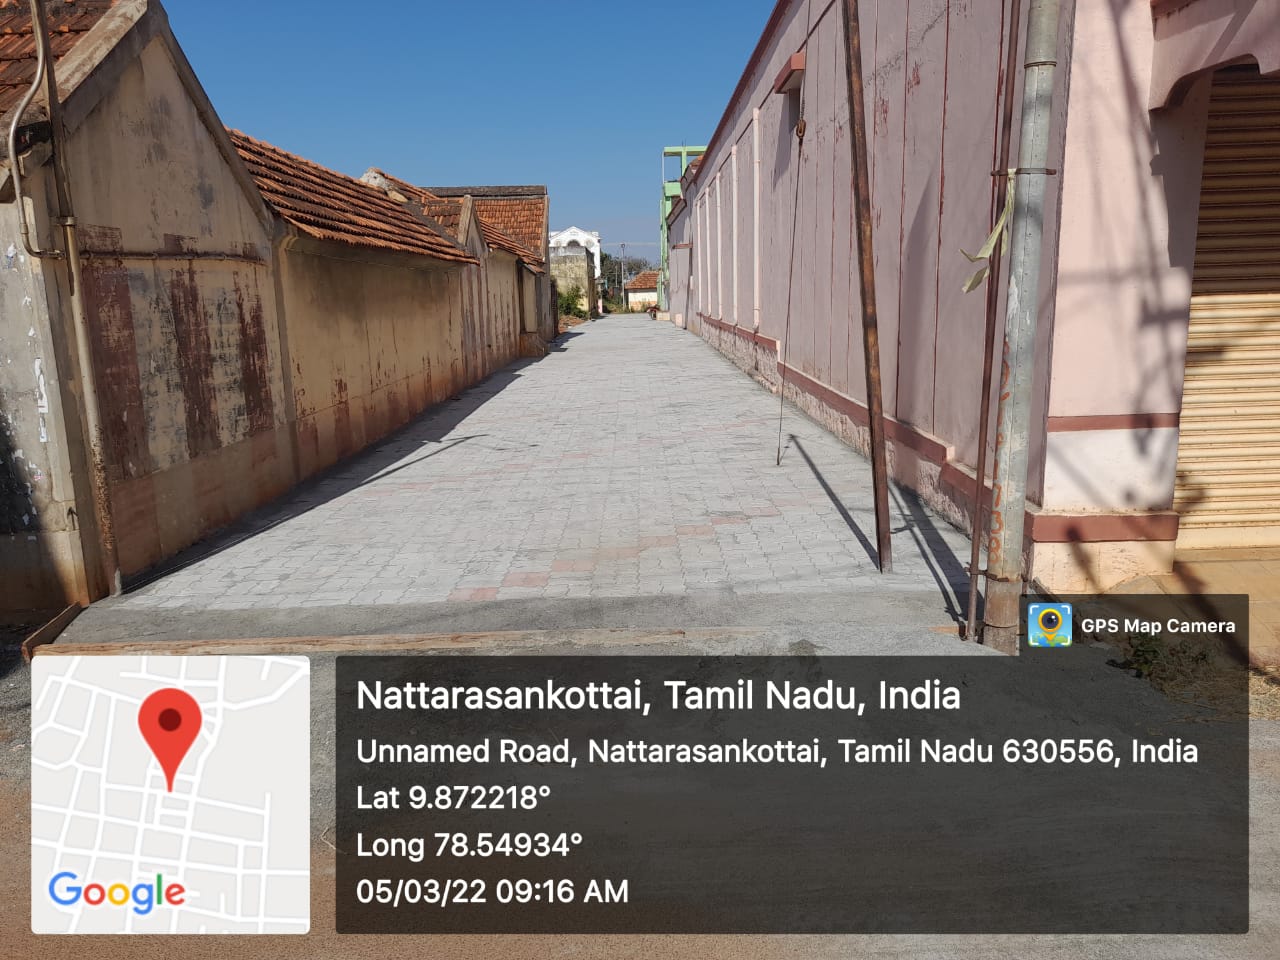 GPS Map Camera
Nattarasankottai, Tamil Nadu, India
Unnamed Road, Nattarasankottai, Tamil Nadu 630556, India
Lat 9.872218°
Long 78.54934°
05/03/22 09:16 AM
Google